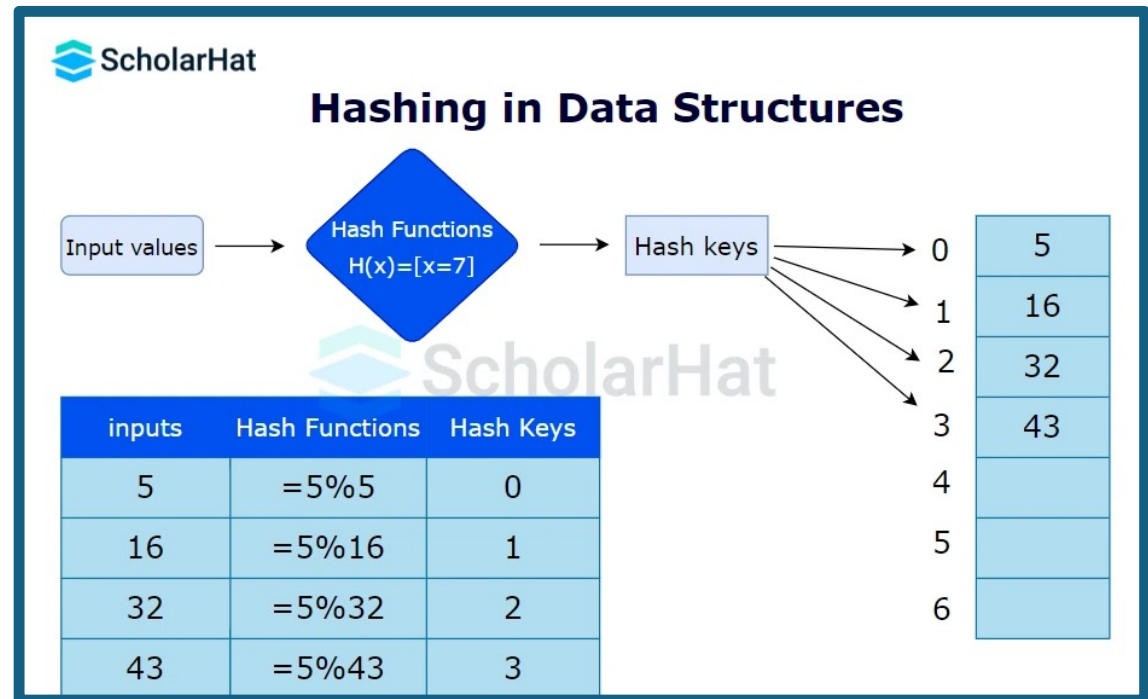 ScholarHat
Hashing in Data Structures
Input values
Hash Functions
H(x)=[x=7]
Hash keys
0 5
1 16
2 32
3 43
4
5
6
ScholarHat
inputs Hash Functions Hash Keys
5 =5%5 0
16 =5%16 1
32 =5%32 2
43 =5%43 3